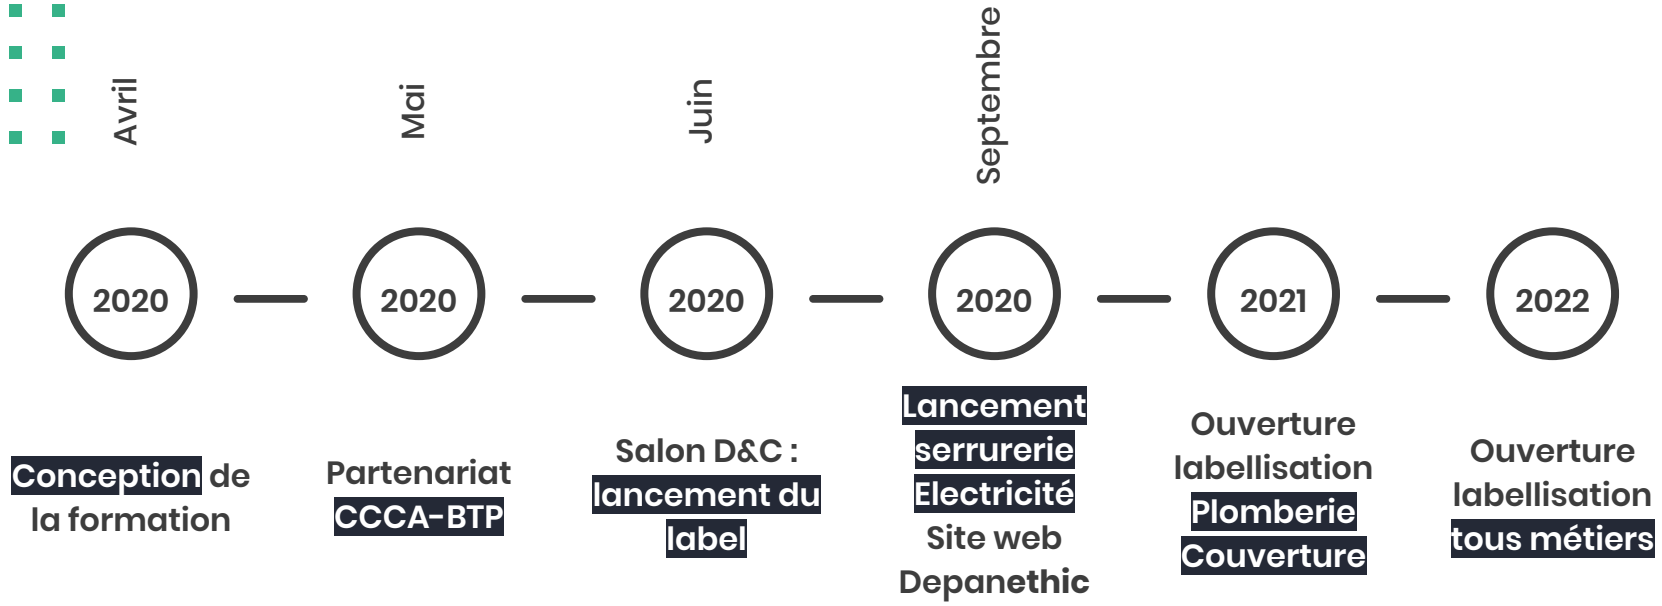 Avril
Mai
Juin
Septembre
2020
2020
2020
2020
2021
2022
Conception de
la formation
Partenariat
CCCA-BTP
Salon D&C :
lancement du
label
Lancement
serrurerie
Electricité
Site web
Depanethic
Ouverture
labellisation
Plomberie
Couverture
Ouverture
labellisation
tous métiers